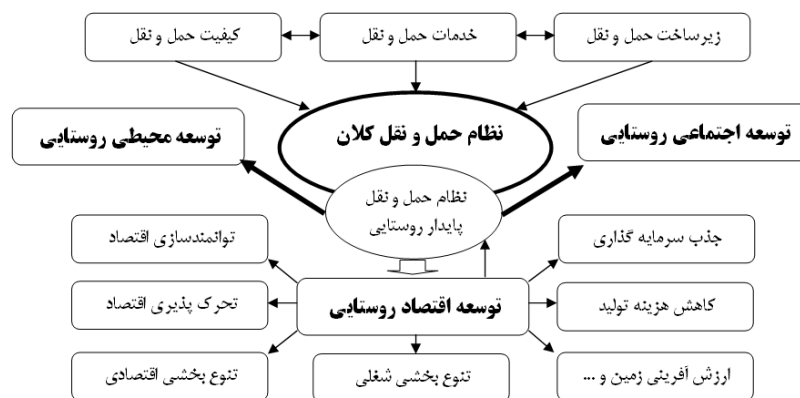 زیرساخت حمل و نقل
خدمات حمل و نقل
کیفیت حمل و نقل
نظام حمل و نقل کلان
توسعه اجتماعی روستایی
توسعه محیطی روستایی
نظام حمل و نقل
پایدار روستایی
جذب سرمایه گذاری
توانمندسازی اقتصاد
توسعه اقتصاد روستایی
کاهش هزینه تولید
تحرک پذیری اقتصاد
ارزش آفرینی زمین و ...
تنوع بخشی شغلی
تنوع بخشی اقتصادی